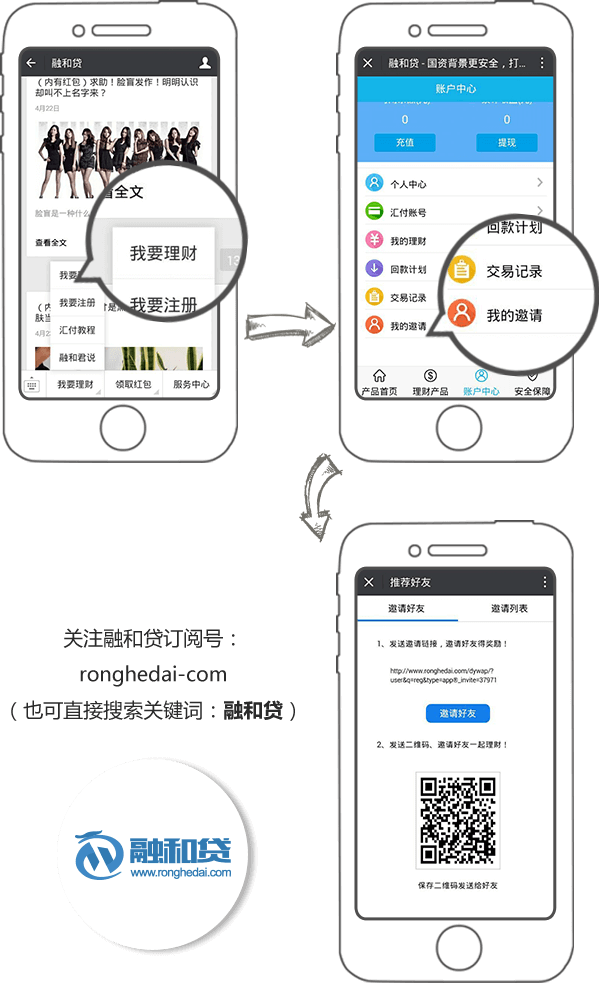 融和贷
（内有红包）求助！脸盲发作！明明认识
却叫不上名字来？
4月22日
看全文
脸盲是一种什么
查看全文
我要理财
我要注册
13
我要
我要注册
汇付教程
融和君说
（内
肤当
4月2
我要理财
领取红包
服务中心
融和贷 - 国资背景更安全，打...
账户中心
0
0
充值
提现
个人中心
汇付账号
我的理财
回款计划
交易记录
我的邀请
回款计划
交易记录
我的邀请
产品首页
理财产品
账户中心
安全保障
关注融和贷订阅号：
ronghedai-com
（也可直接搜索关键词：融和贷）
融和贷
www.ronghedai.com
推荐好友
邀请好友
邀请列表
1、发送邀请链接，邀请好友得奖励！
http://www.ronghedai.com/dywap/?
user&q=reg&type=app®_invite=37971
邀请好友
2、发送二维码、邀请好友一起理财！
保存二维码发送给好友